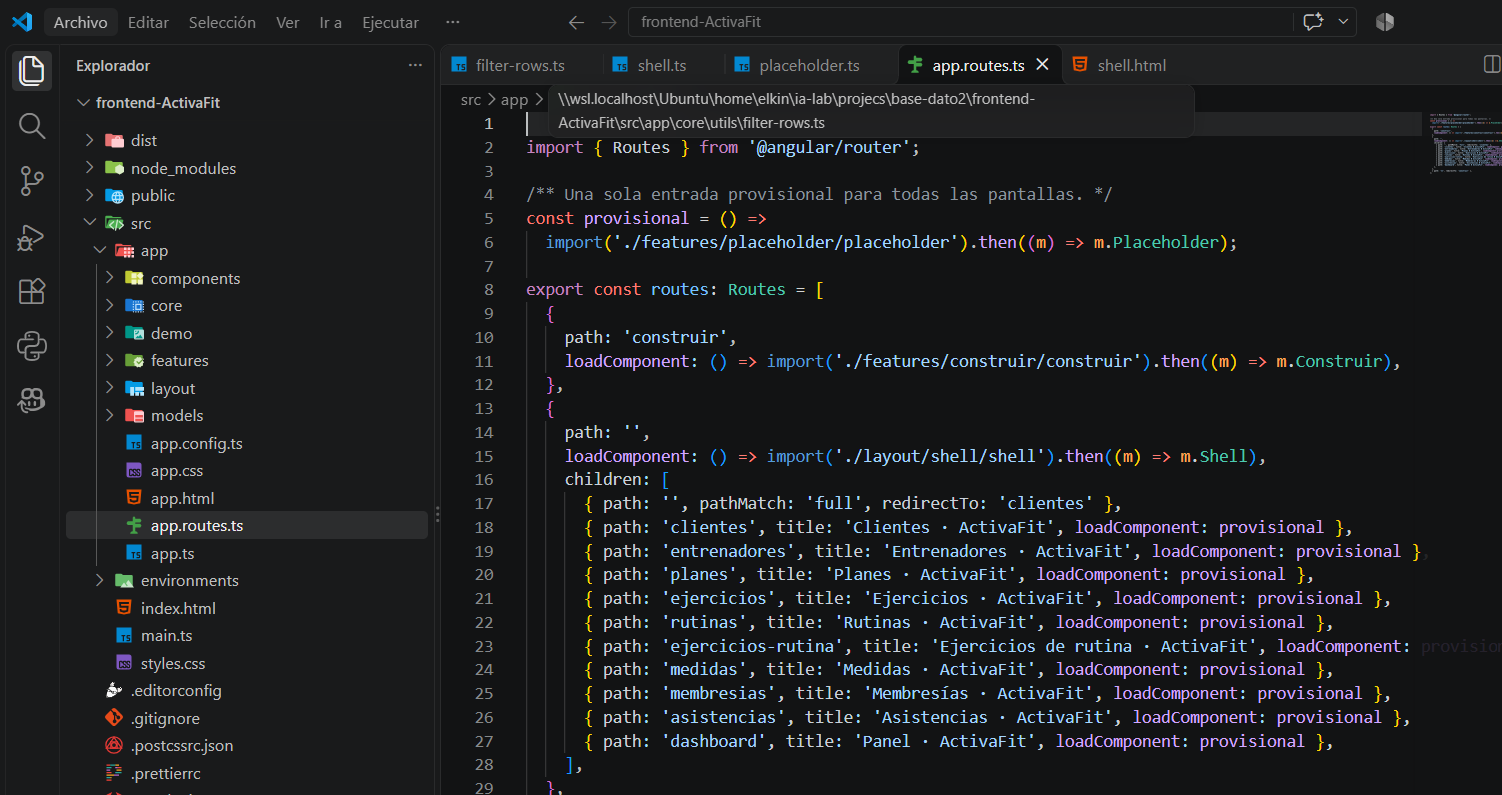 Archivo Editar Selección Ver Ir a Ejecutar ··· frontend-ActivaFit
Explorador ···
frontend-ActivaFit
dist
node_modules
public
src
app
components
core
demo
features
layout
models
app.config.ts
app.css
app.html
app.routes.ts
app.ts
environments
index.html
main.ts
styles.css
.editorconfig
.gitignore
.postcssrc.json
.prettierrc
filter-rows.ts shell.ts placeholder.ts app.routes.ts shell.html
src > app >
\\wsl.localhost\Ubuntu\home\elkin\ia-lab\projecs\base-dato2\frontend-
ActivaFit\src\app\core\utils\filter-rows.ts
1
2 import { Routes } from '@angular/router';
3
4 /** Una sola entrada provisional para todas las pantallas. */
5 const provisional = () =>
6 import('./features/placeholder/placeholder').then((m) => m.Placeholder);
7
8 export const routes: Routes = [
9 {
10 path: 'construir',
11 loadComponent: () => import('./features/construir/construir').then((m) => m.Construir),
12 },
13 {
14 path: '',
15 loadComponent: () => import('./layout/shell/shell').then((m) => m.Shell),
16 children: [
17 { path: '', pathMatch: 'full', redirectTo: 'clientes' },
18 { path: 'clientes', title: 'Clientes · ActivaFit', loadComponent: provisional },
19 { path: 'entrenadores', title: 'Entrenadores · ActivaFit', loadComponent: provisional },
20 { path: 'planes', title: 'Planes · ActivaFit', loadComponent: provisional },
21 { path: 'ejercicios', title: 'Ejercicios · ActivaFit', loadComponent: provisional },
22 { path: 'rutinas', title: 'Rutinas · ActivaFit', loadComponent: provisional },
23 { path: 'ejercicios-rutina', title: 'Ejercicios de rutina · ActivaFit', loadComponent: provision
24 { path: 'medidas', title: 'Medidas · ActivaFit', loadComponent: provisional },
25 { path: 'membresias', title: 'Membresías · ActivaFit', loadComponent: provisional },
26 { path: 'asistencias', title: 'Asistencias · ActivaFit', loadComponent: provisional },
27 { path: 'dashboard', title: 'Panel · ActivaFit', loadComponent: provisional },
28 ],
29 },